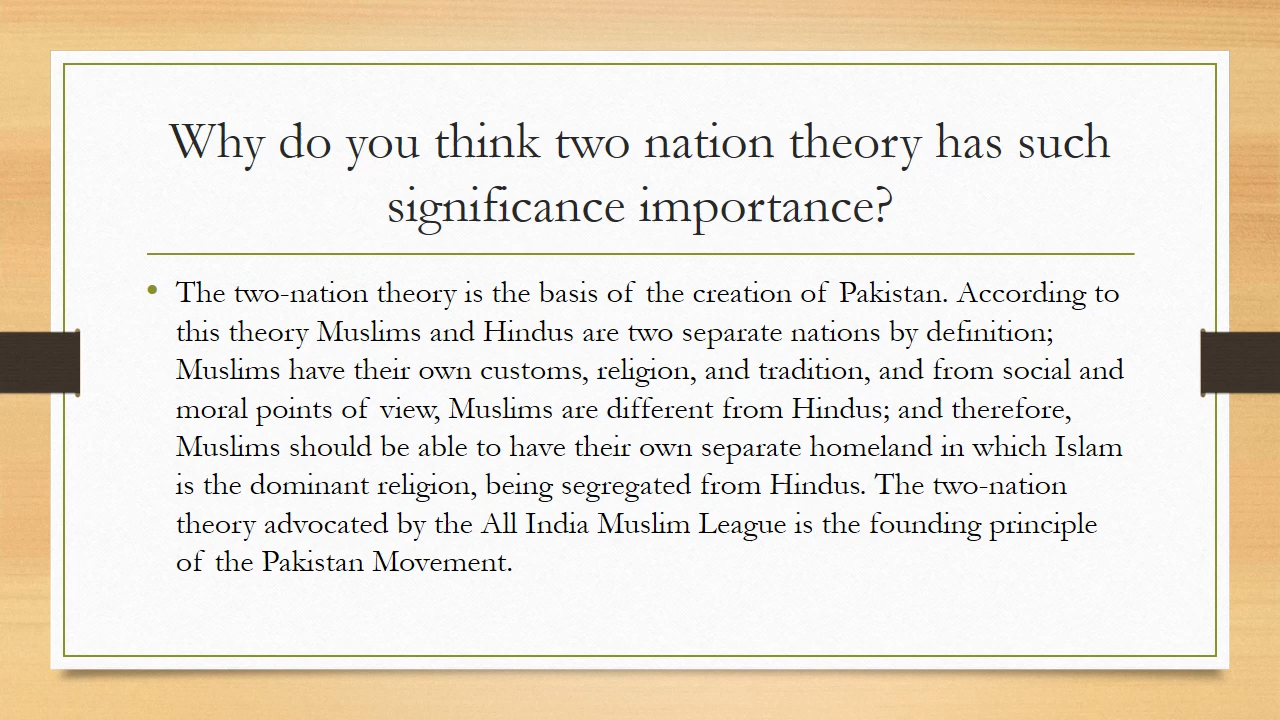 Why do you think two nation theory has such
significance importance?
• The two-nation theory is the basis of the creation of Pakistan. According to
this theory Muslims and Hindus are two separate nations by definition;
Muslims have their own customs, religion, and tradition, and from social and
moral points of view, Muslims are different from Hindus; and therefore,
Muslims should be able to have their own separate homeland in which Islam
is the dominant religion, being segregated from Hindus. The two-nation
theory advocated by the All India Muslim League is the founding principle
of the Pakistan Movement.